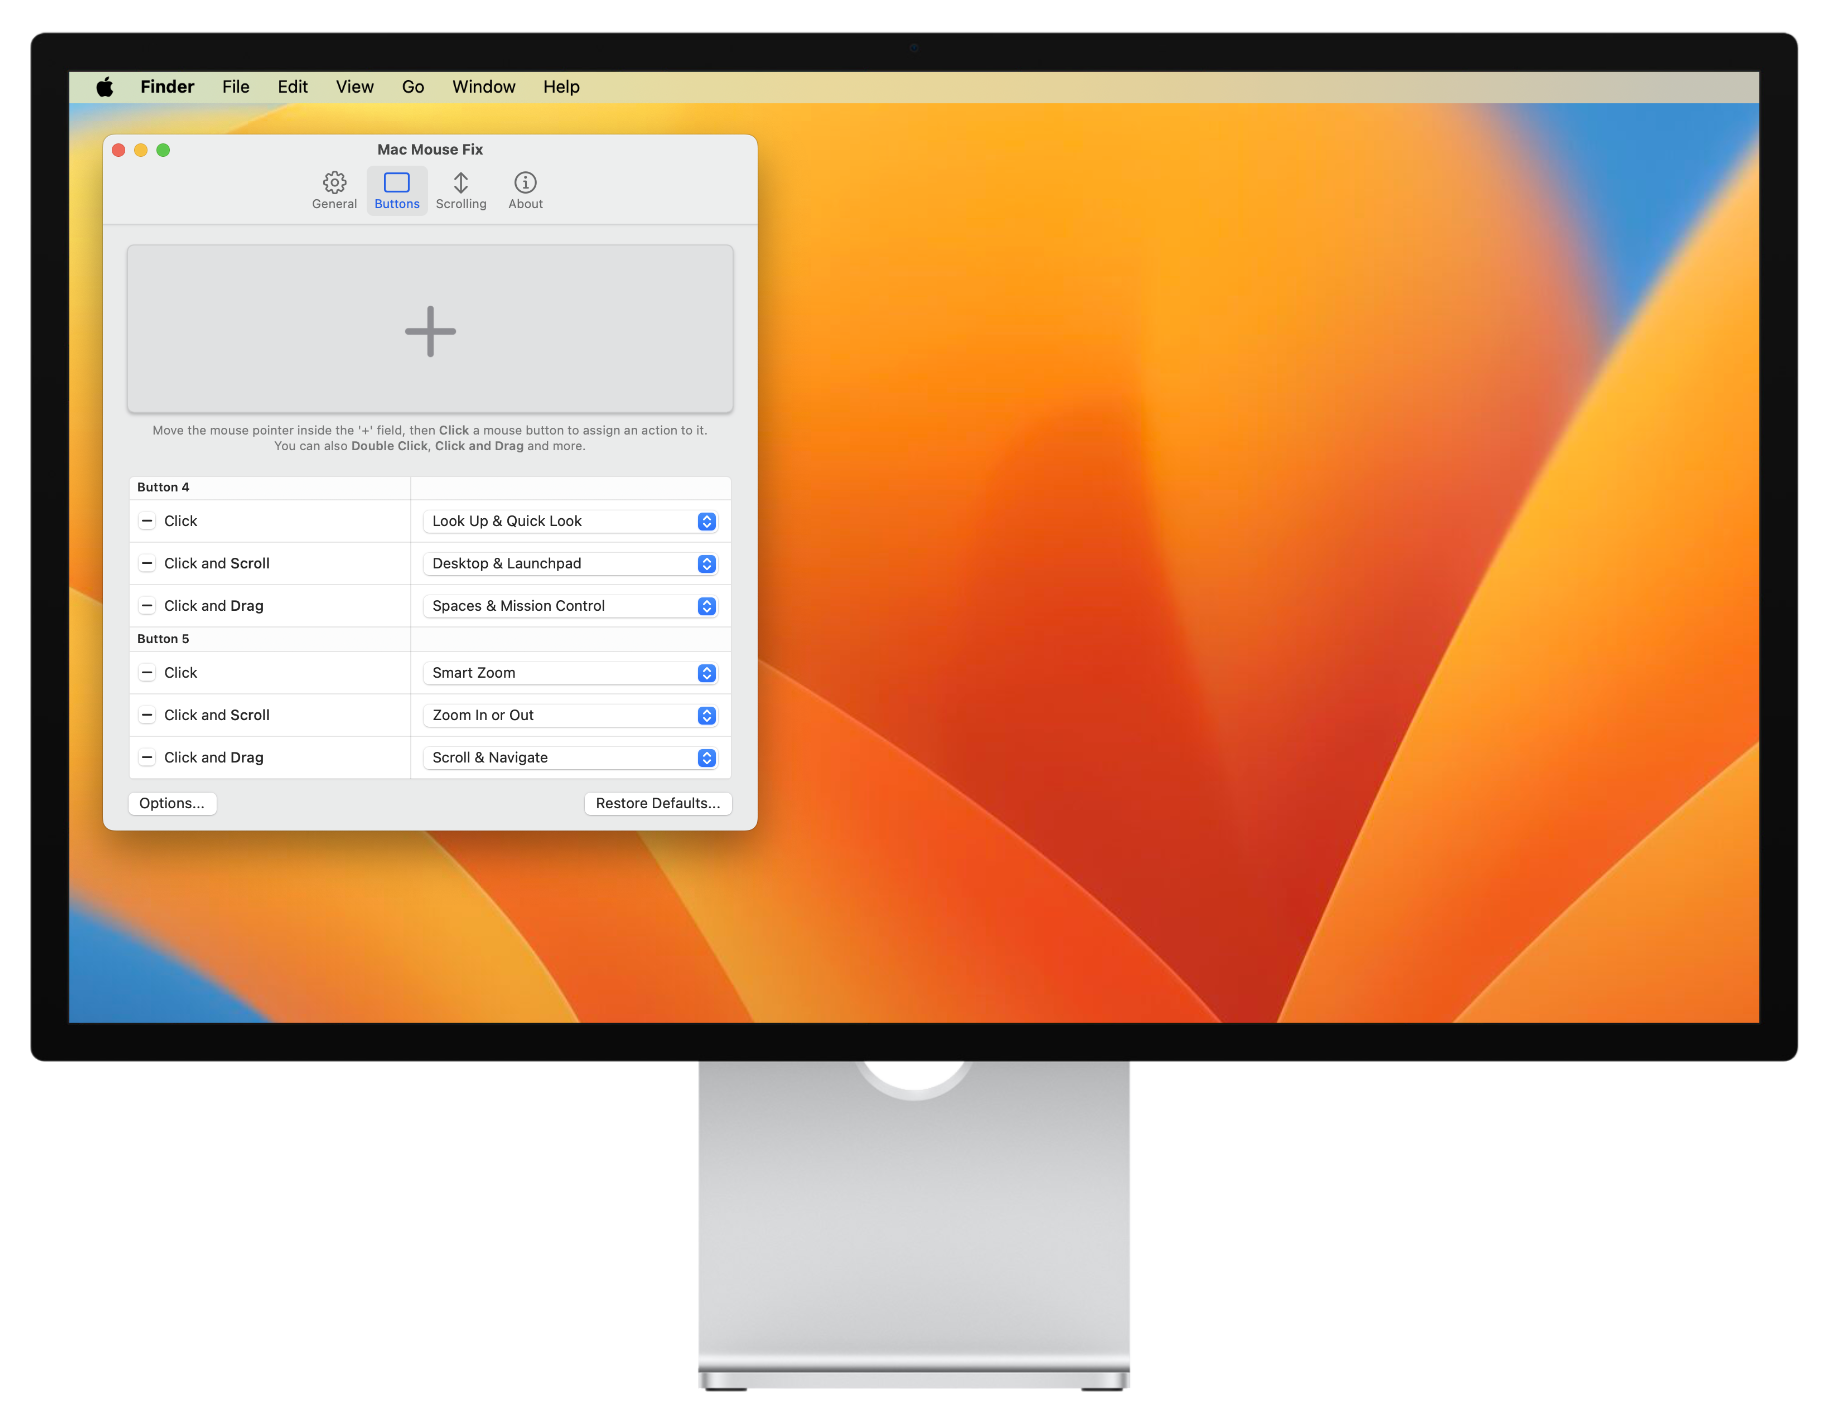 Finder File Edit View Go Window Help
Mac Mouse Fix
General Buttons Scrolling About
Move the mouse pointer inside the '+' field, then Click a mouse button to assign an action to it.
You can also Double Click, Click and Drag and more.
Button 4
Click Look Up & Quick Look
Click and Scroll Desktop & Launchpad
Click and Drag Spaces & Mission Control
Button 5
Click Smart Zoom
Click and Scroll Zoom In or Out
Click and Drag Scroll & Navigate
Options... Restore Defaults...